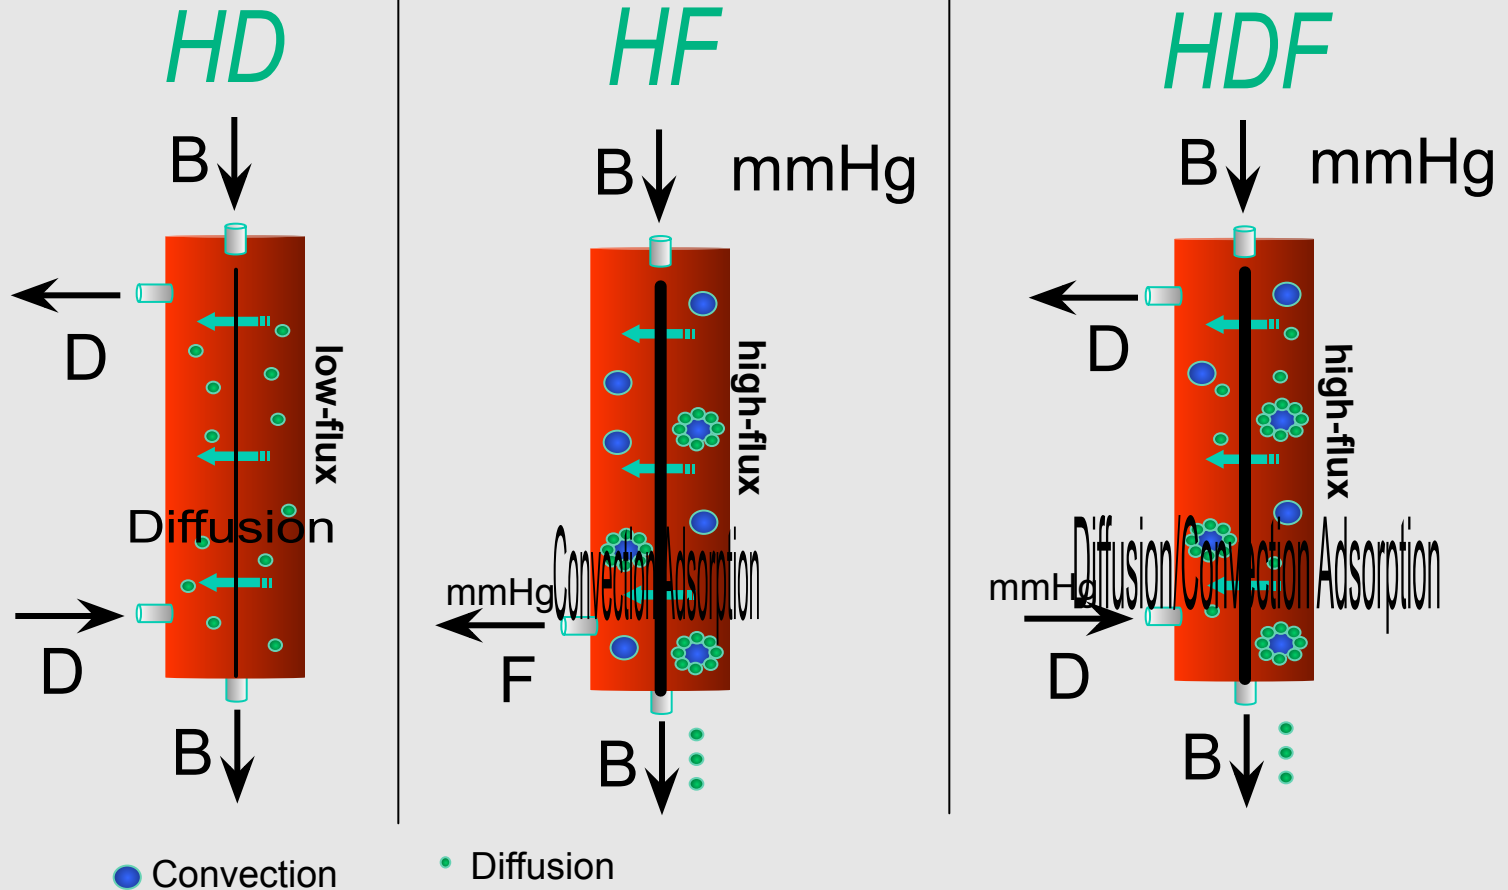 HD
B
D
low-flux
Diffusion
D
B
HF
B
mmHg
high-flux
Convection Adsorption
mmHg
F
B
HDF
B
mmHg
D
high-flux
Diffusion/Convection Adsorption
mmHg
D
B
Convection
Diffusion